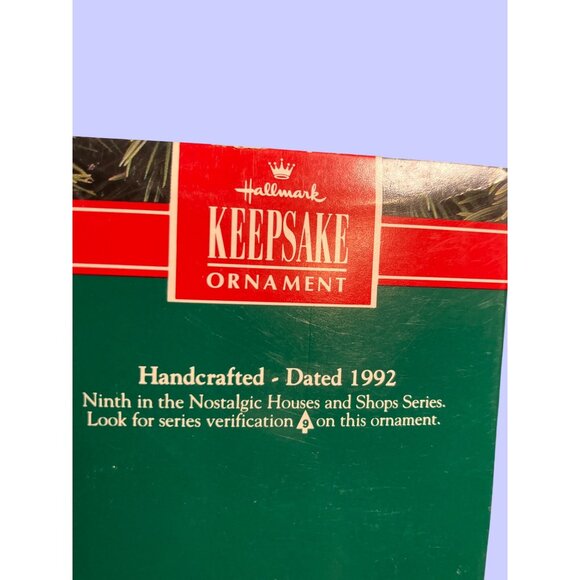 Hallmark
KEEPSAKE
ORNAMENT
Handcrafted - Dated 1992
Ninth in the Nostalgic Houses and Shops Series.
Look for series verification 9 on this ornament.